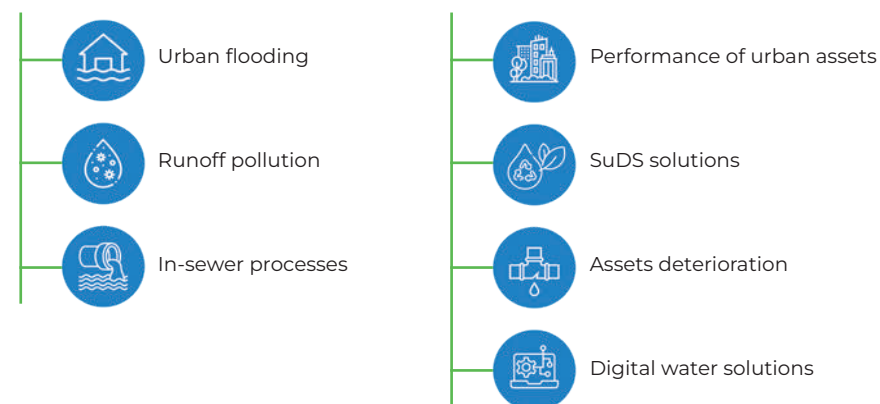 Urban flooding
Runoff pollution
In-sewer processes
Performance of urban assets
SuDS solutions
Assets deterioration
Digital water solutions